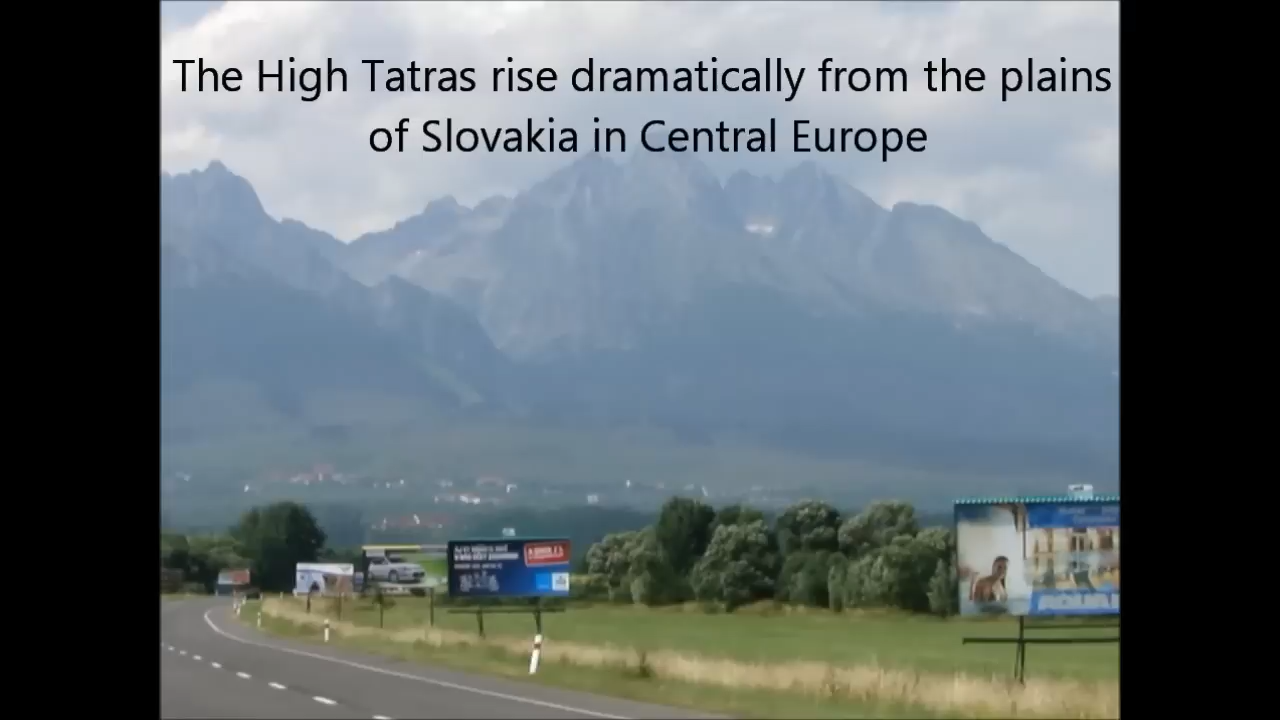 The High Tatras rise dramatically from the plains
of Slovakia in Central Europe